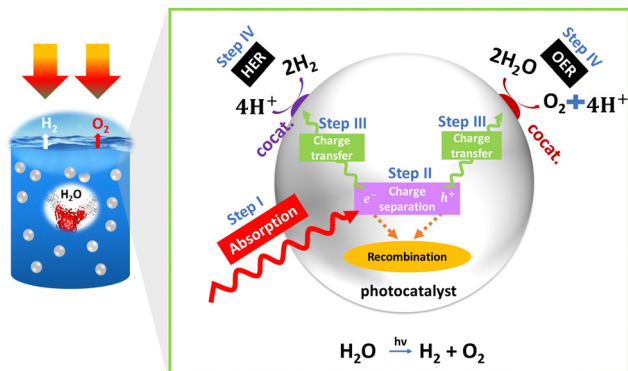 H₂
O₂
H₂O
Step IV
HER
2H₂
4H⁺
cocat.
Step IV
OER
2H₂O
O₂ + 4H⁺
cocat.
Step III
Charge
transfer
Step III
Charge
transfer
Step II
Charge
separation
e⁻
h⁺
Step I
Absorption
Recombination
photocatalyst
hv
H₂O → H₂ + O₂